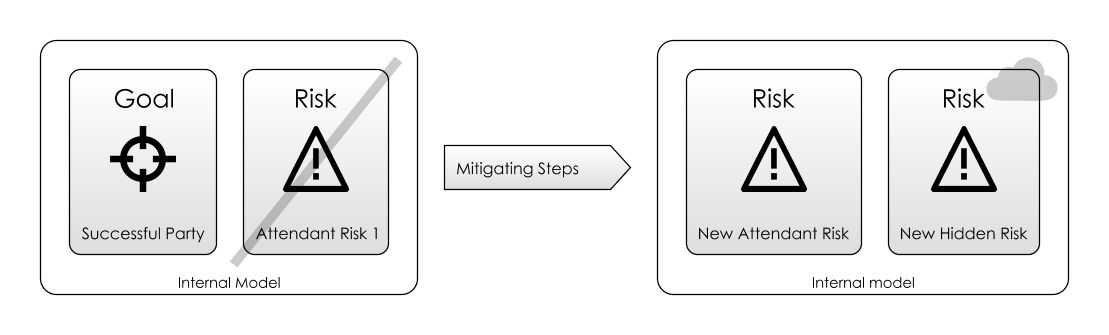 Goal
Successful Party
Risk
Attendant Risk 1
Internal Model
Mitigating Steps
Risk
New Attendant Risk
Risk
New Hidden Risk
Internal model